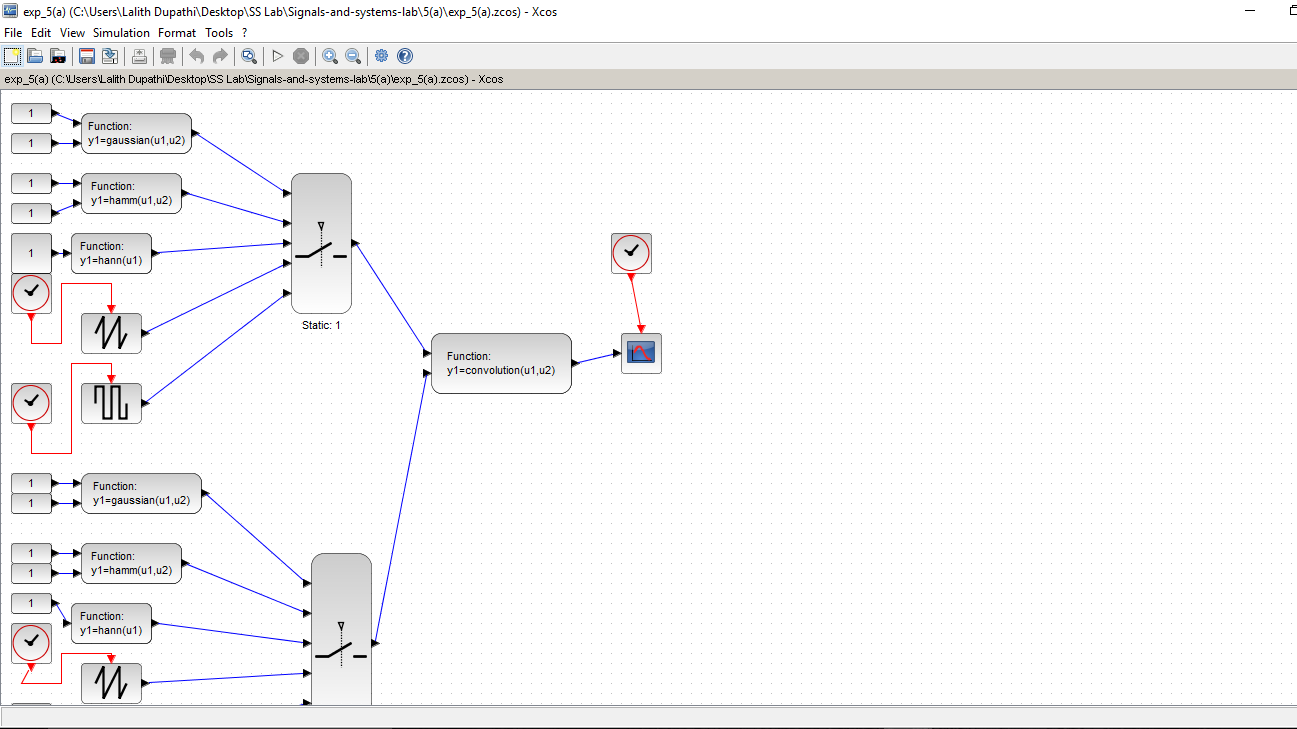 exp_5(a) (C:\Users\Lalith Dupathi\Desktop\SS Lab\Signals-and-systems-lab\5(a)\exp_5(a).zcos) - Xcos
File Edit View Simulation Format Tools ?
exp_5(a) (C:\Users\Lalith Dupathi\Desktop\SS Lab\Signals-and-systems-lab\5(a)\exp_5(a).zcos) - Xcos
1
Function:
y1=gaussian(u1,u2)
1
1
Function:
y1=hamm(u1,u2)
1
1
Function:
y1=hann(u1)
Static: 1
Function:
y1=convolution(u1,u2)
1
Function:
y1=gaussian(u1,u2)
1
1
Function:
y1=hamm(u1,u2)
1
1
Function:
y1=hann(u1)